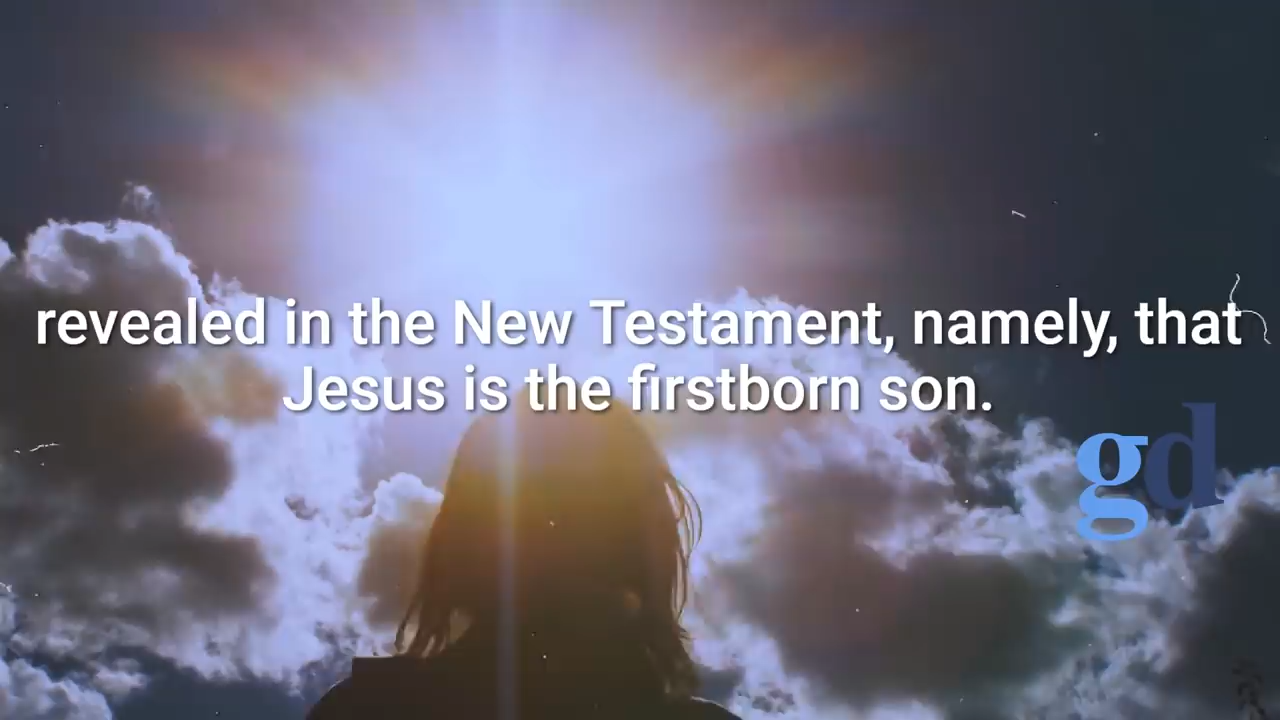 revealed in the New Testament, namely, that
Jesus is the firstborn son.
gd